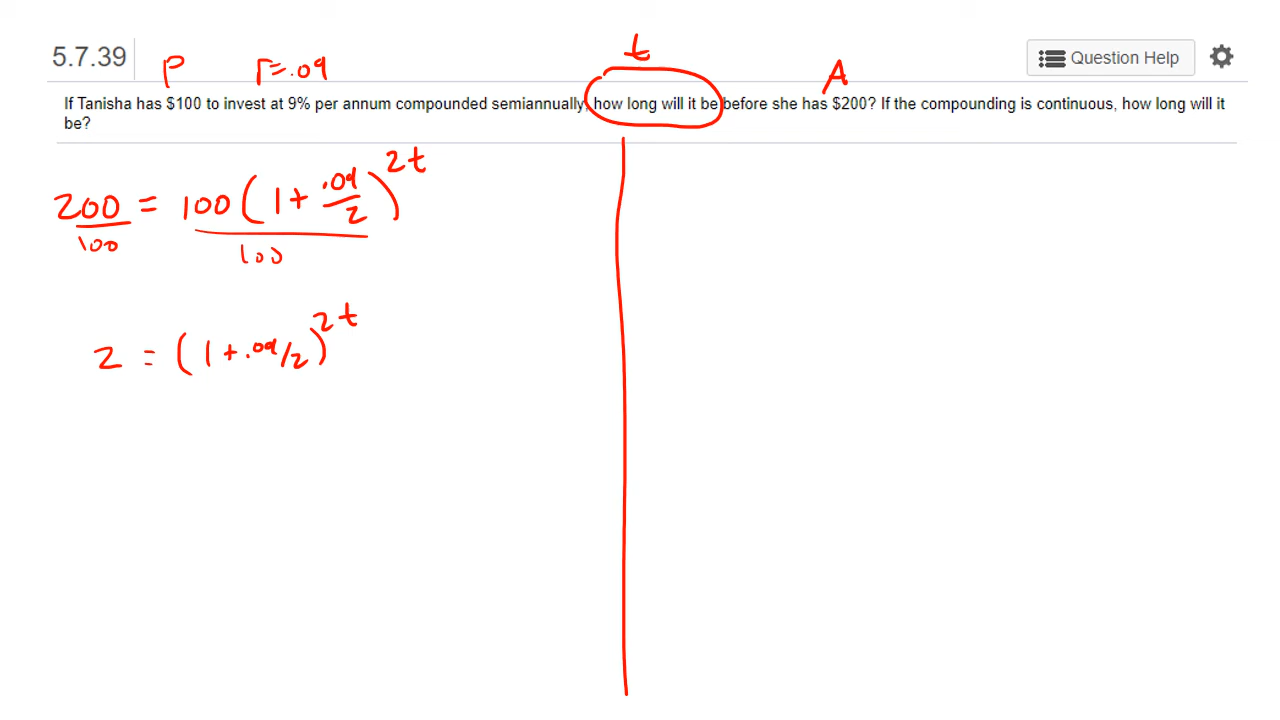 5.7.39
P
r=.09
t
A
Question Help
If Tanisha has $100 to invest at 9% per annum compounded semiannually, how long will it be before she has $200? If the compounding is continuous, how long will it
be?
200/100 = 100(1+.09/2)^2t/100
2 = (1+.09/2)^2t